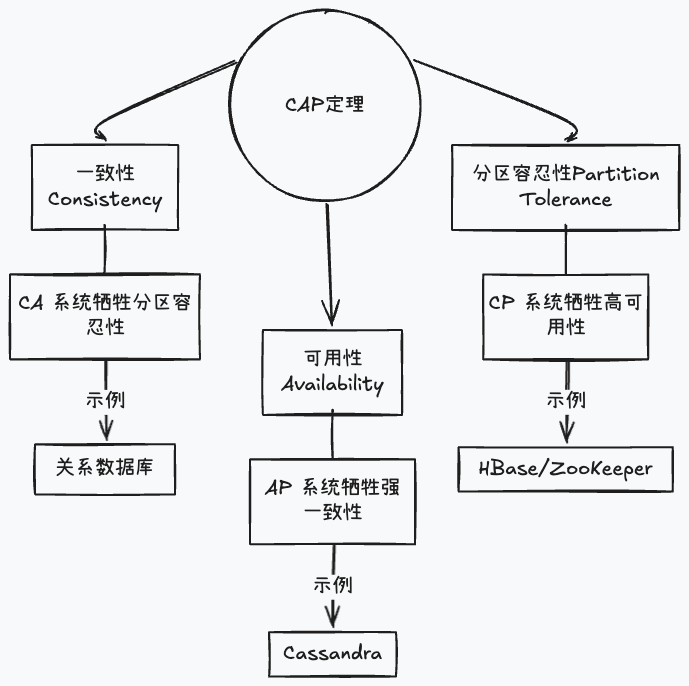 CAP定理
一致性
Consistency
CA 系统牺牲分区容
忍性
示例
关系数据库
可用性
Availability
AP 系统牺牲强
一致性
示例
Cassandra
分区容忍性Partition
Tolerance
CP 系统牺牲高可
用性
示例
HBase/ZooKeeper